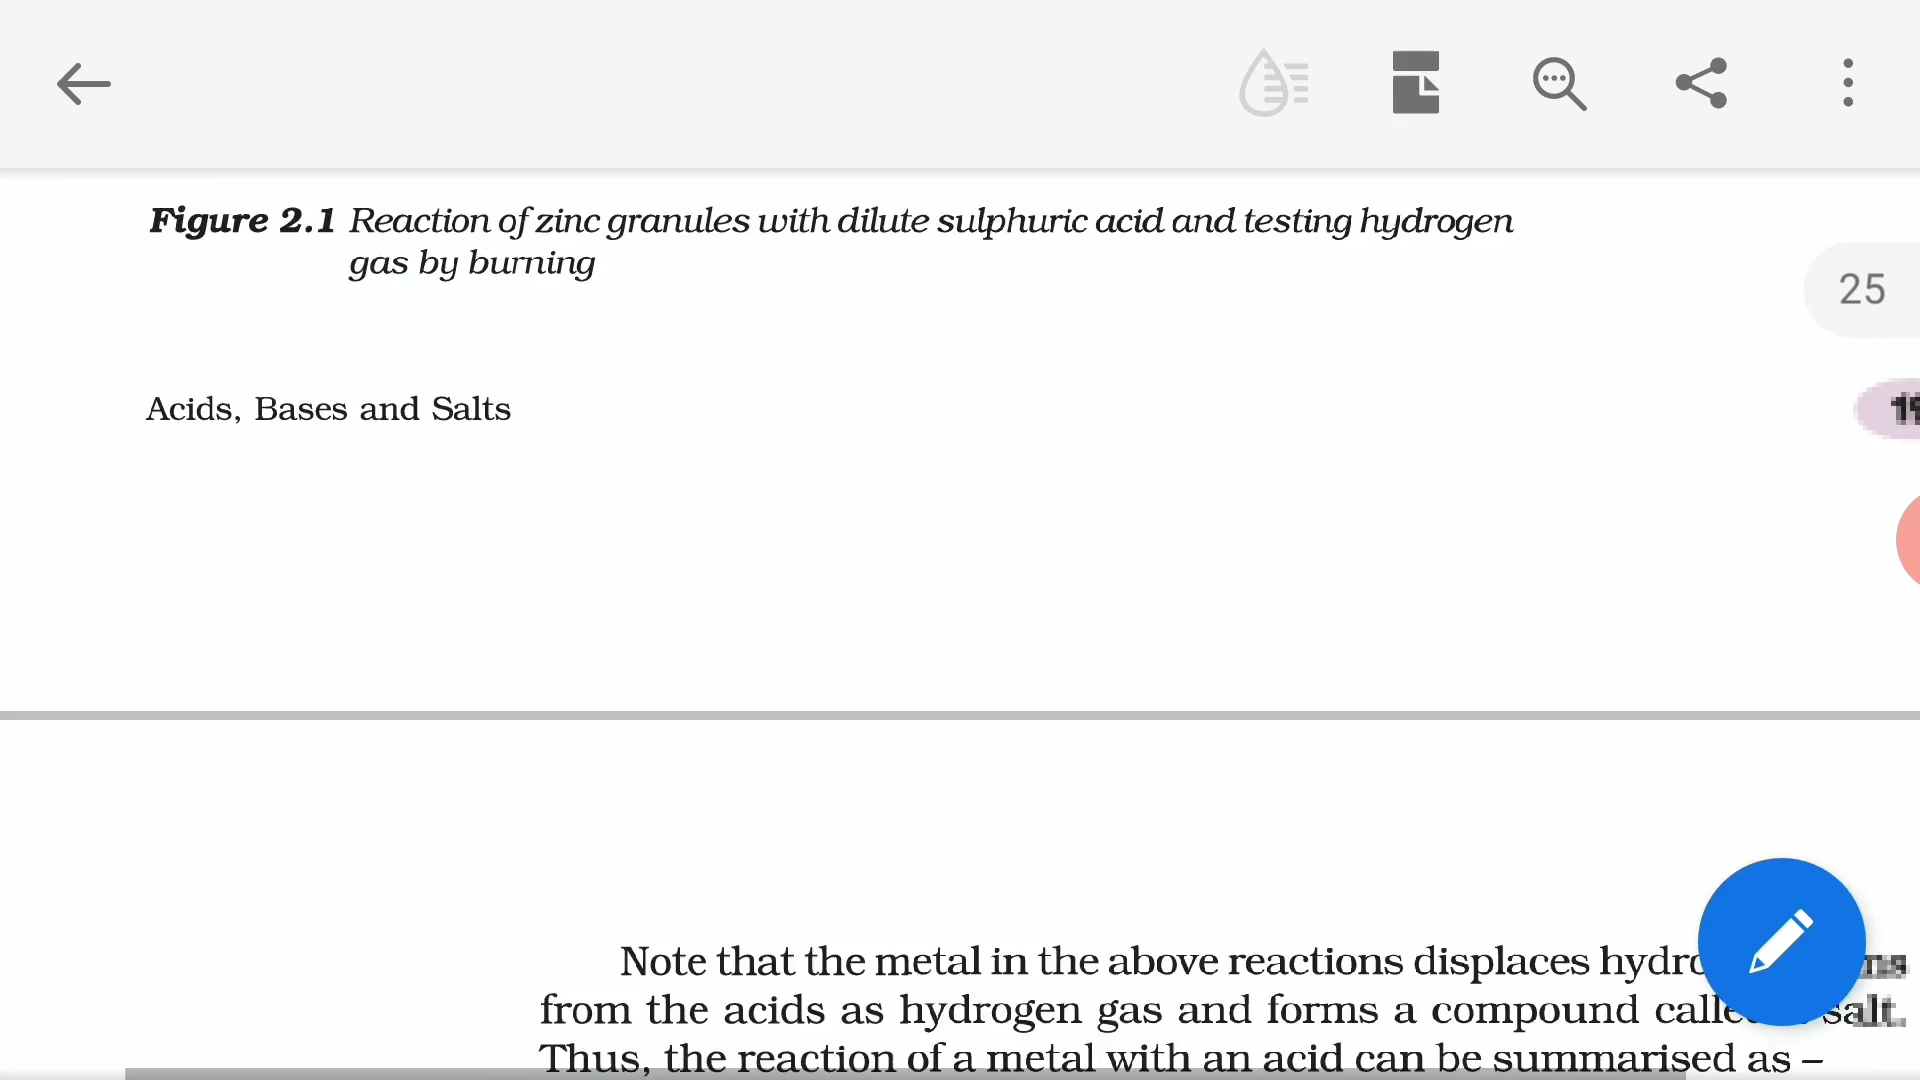 Figure 2.1 Reaction of zinc granules with dilute sulphuric acid and testing hydrogen
gas by burning
25
Acids, Bases and Salts
Note that the metal in the above reactions displaces
from the acids as hydrogen gas and forms a compound salt.
Thus, the reaction of a metal with an acid can be summarised as –